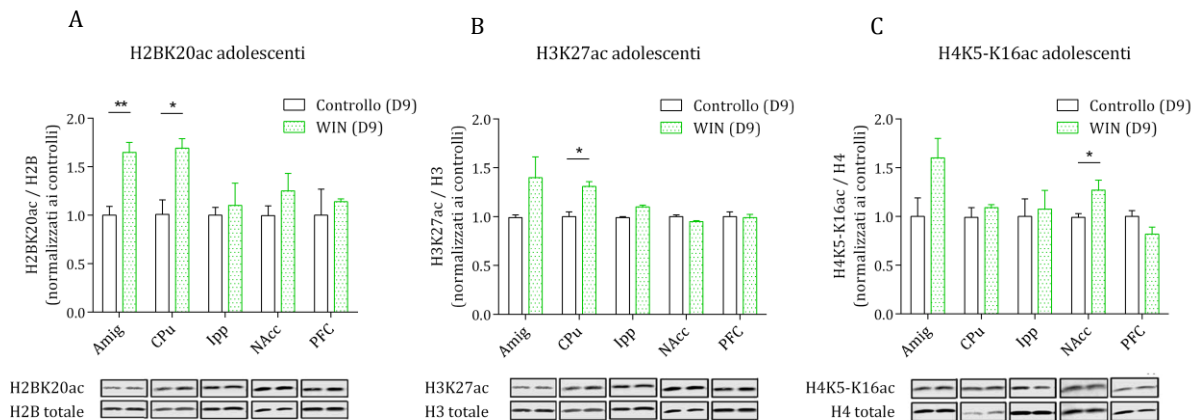 A
H2BK20ac adolescenti
Controllo (D9)
WIN (D9)
**
*
H2BK20ac / H2B
(normalizzati ai controlli)
2.0
1.5
1.0
0.5
0.0
Amig
CPu
Ipp
NAcc
PFC
H2BK20ac
H2B totale
B
H3K27ac adolescenti
Controllo (D9)
WIN (D9)
*
H3K27ac / H3
(normalizzati ai controlli)
2.0
1.5
1.0
0.5
0.0
Amig
CPu
Ipp
NAcc
PFC
H3K27ac
H3 totale
C
H4K5-K16ac adolescenti
Controllo (D9)
WIN (D9)
*
H4K5-K16ac / H4
(normalizzati ai controlli)
2.0
1.5
1.0
0.5
0.0
Amig
CPu
Ipp
NAcc
PFC
H4K5-K16ac
H4 totale